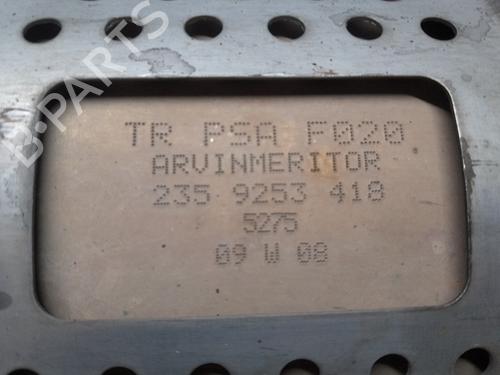 B-PARTS
TR PSA F020
ARVINMERITOR
235 9253 418
5275
09 W 08